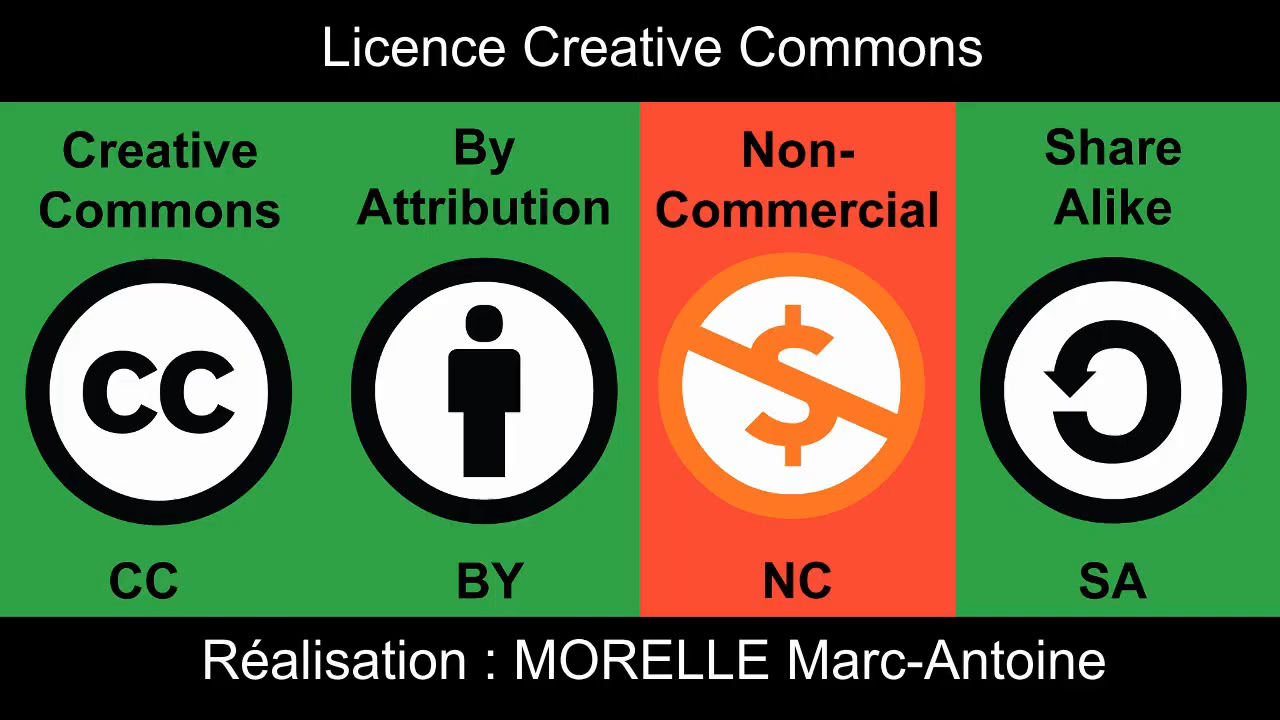 Licence Creative Commons
Creative
Commons
By
Attribution
Non-
Commercial
Share
Alike
cc
$
CC
BY
NC
SA
Réalisation : MORELLE Marc-Antoine